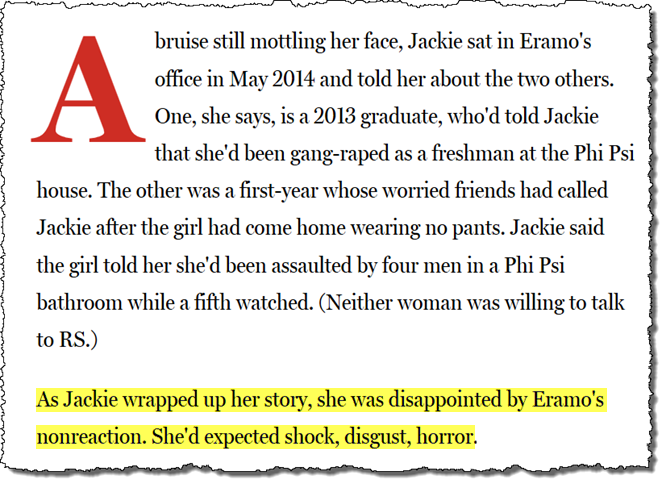 A bruise still mottling her face, Jackie sat in Eramo's
office in May 2014 and told her about the two others.
One, she says, is a 2013 graduate, who'd told Jackie
that she'd been gang-raped as a freshman at the Phi Psi
house. The other was a first-year whose worried friends had called
Jackie after the girl had come home wearing no pants. Jackie said
the girl told her she'd been assaulted by four men in a Phi Psi
bathroom while a fifth watched. (Neither woman was willing to talk
to RS.)
As Jackie wrapped up her story, she was disappointed by Eramo's
nonreaction. She'd expected shock, disgust, horror.